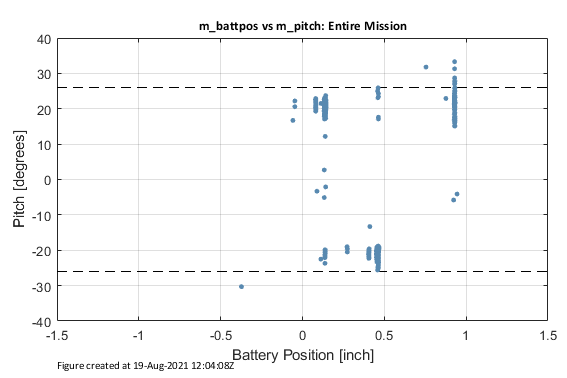 m_battpos vs m_pitch: Entire Mission
40
30
20
10
0
-10
-20
-30
-40
Pitch [degrees]
-1.5 -1 -0.5 0 0.5 1 1.5
Battery Position [inch]
Figure created at 19-Aug-2021 12:04:08Z